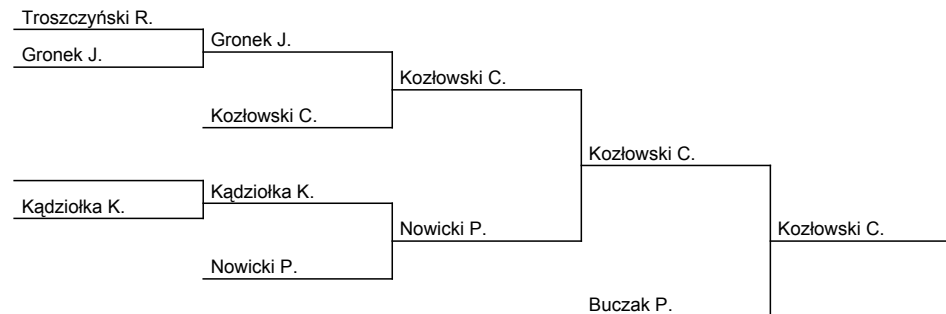 Troszczyński R.
Gronek J.
Gronek J.
Kozłowski C.
Kozłowski C.
Kozłowski C.
Kądziołka K.
Kądziołka K.
Nowicki P.
Kozłowski C.
Nowicki P.
Buczak P.